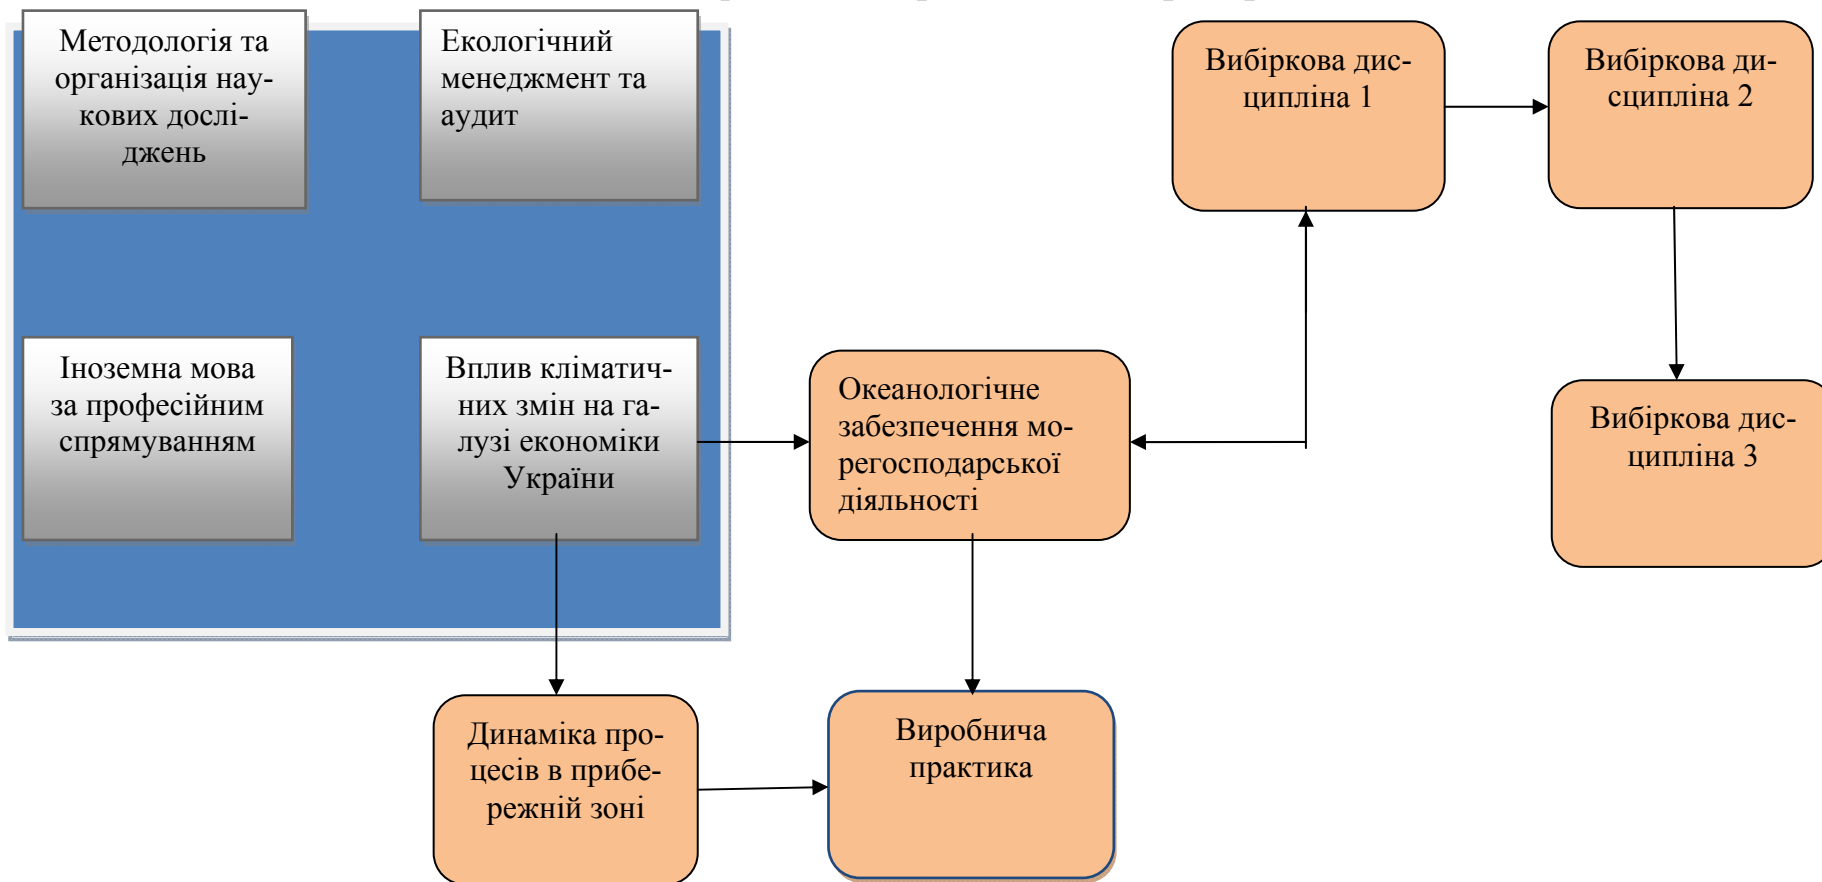 Методологія та
організація нау-
кових дослі-
джень
Екологічний
менеджмент та
аудит
Вибіркова дис-
ципліна 1
Вибіркова ди-
сципліна 2
Іноземна мова
за професійним
спрямуванням
Вплив кліматич-
них змін на га-
лузі економіки
України
Океанологічне
забезпечення мо-
регосподарської
діяльності
Вибіркова дис-
ципліна 3
Динаміка про-
цесів в прибе-
режній зоні
Виробнича
практика